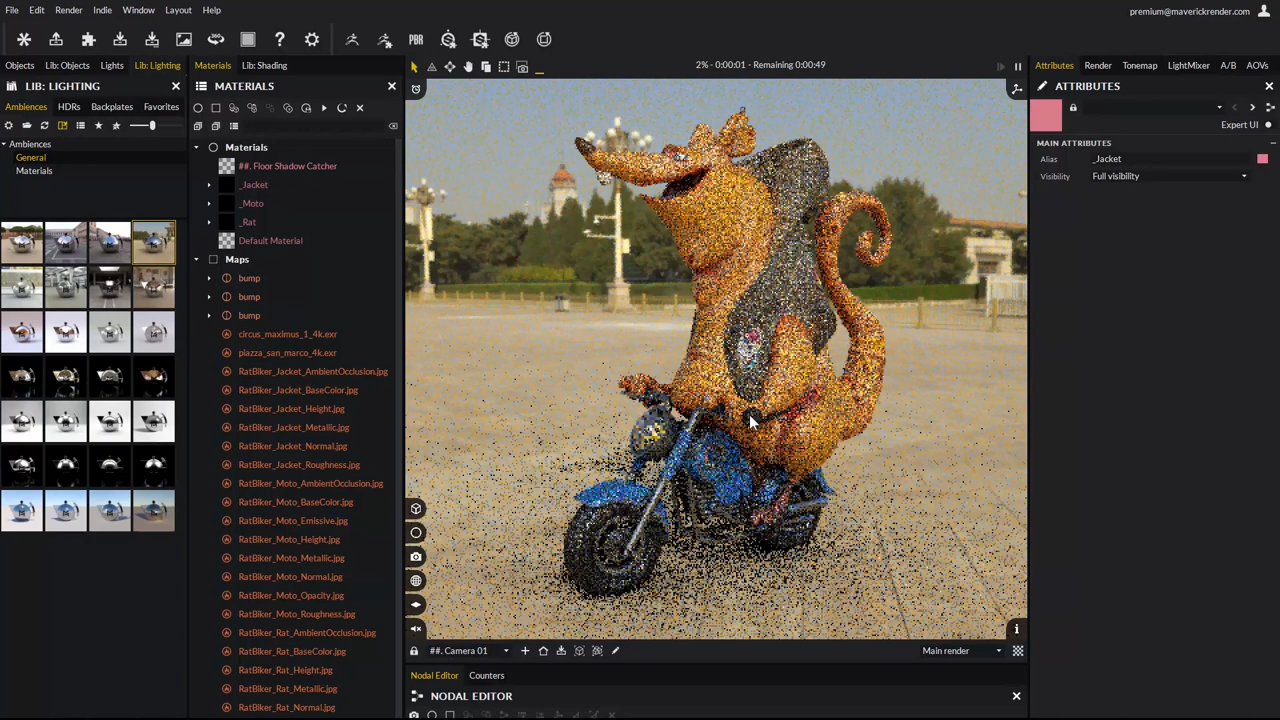 File Edit Render Indie Window Layout Help
premium@maverickrender.com
PBR
Objects Lib: Objects Lights Lib: Lighting
LIB: LIGHTING
Ambiences HDRs Backplates Favorites
Ambiences
General
Materials
Materials Lib: Shading
MATERIALS
Materials
##. Floor Shadow Catcher
_Jacket
_Moto
_Rat
Default Material
Maps
bump
bump
bump
circus_maximus_1_4k.exr
piazza_san_marco_4k.exr
RatBiker_Jacket_AmbientOcclusion.jpg
RatBiker_Jacket_BaseColor.jpg
RatBiker_Jacket_Height.jpg
RatBiker_Jacket_Metallic.jpg
RatBiker_Jacket_Normal.jpg
RatBiker_Jacket_Roughness.jpg
RatBiker_Moto_AmbientOcclusion.jpg
RatBiker_Moto_BaseColor.jpg
RatBiker_Moto_Emissive.jpg
RatBiker_Moto_Height.jpg
RatBiker_Moto_Metallic.jpg
RatBiker_Moto_Normal.jpg
RatBiker_Moto_Opacity.jpg
RatBiker_Moto_Roughness.jpg
RatBiker_Rat_AmbientOcclusion.jpg
RatBiker_Rat_BaseColor.jpg
RatBiker_Rat_Height.jpg
RatBiker_Rat_Metallic.jpg
RatBiker_Rat_Normal.jpg
2% - 0:00:01 - Remaining 0:00:49
##. Camera 01
Main render
Nodal Editor Counters
NODAL EDITOR
Attributes Render Tonemap LightMixer A/B AOVs
ATTRIBUTES
Expert UI
MAIN ATTRIBUTES
Alias _Jacket
Visibility Full visibility